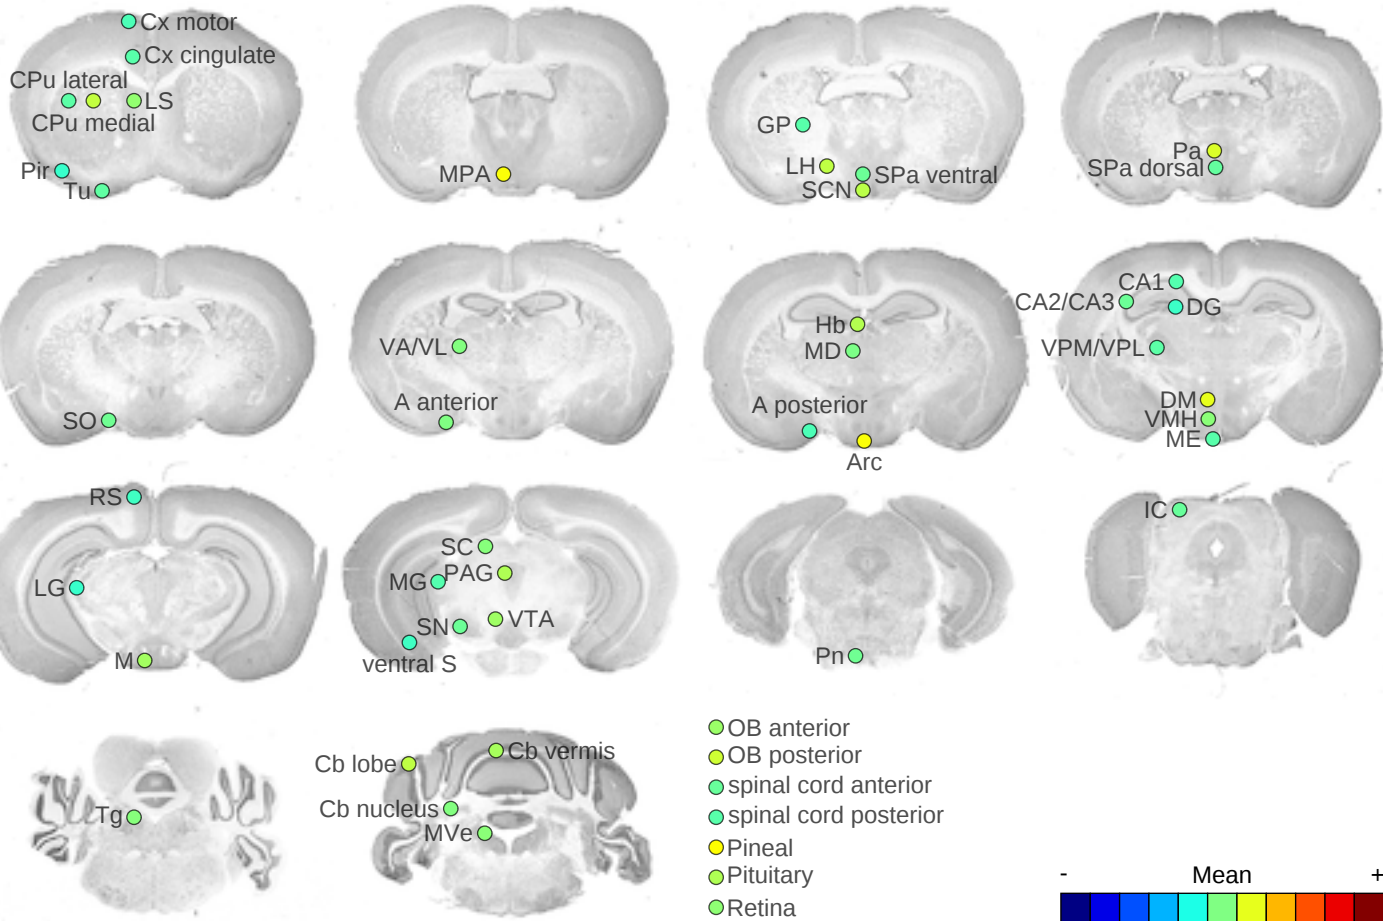 Cx motor
Cx cingulate
CPu lateral
LS
CPu medial
Pir
Tu
MPA
GP
LH
SPa ventral
SCN
Pa
SPa dorsal
SO
VA/VL
A anterior
Hb
MD
A posterior
Arc
CA1
CA2/CA3
DG
VPM/VPL
DM
VMH
ME
RS
LG
M
SC
MG
PAG
SN
VTA
ventral S
Pn
IC
Tg
Cb lobe
Cb vermis
Cb nucleus
MVe
OB anterior
OB posterior
spinal cord anterior
spinal cord posterior
Pineal
Pituitary
Retina
- Mean +